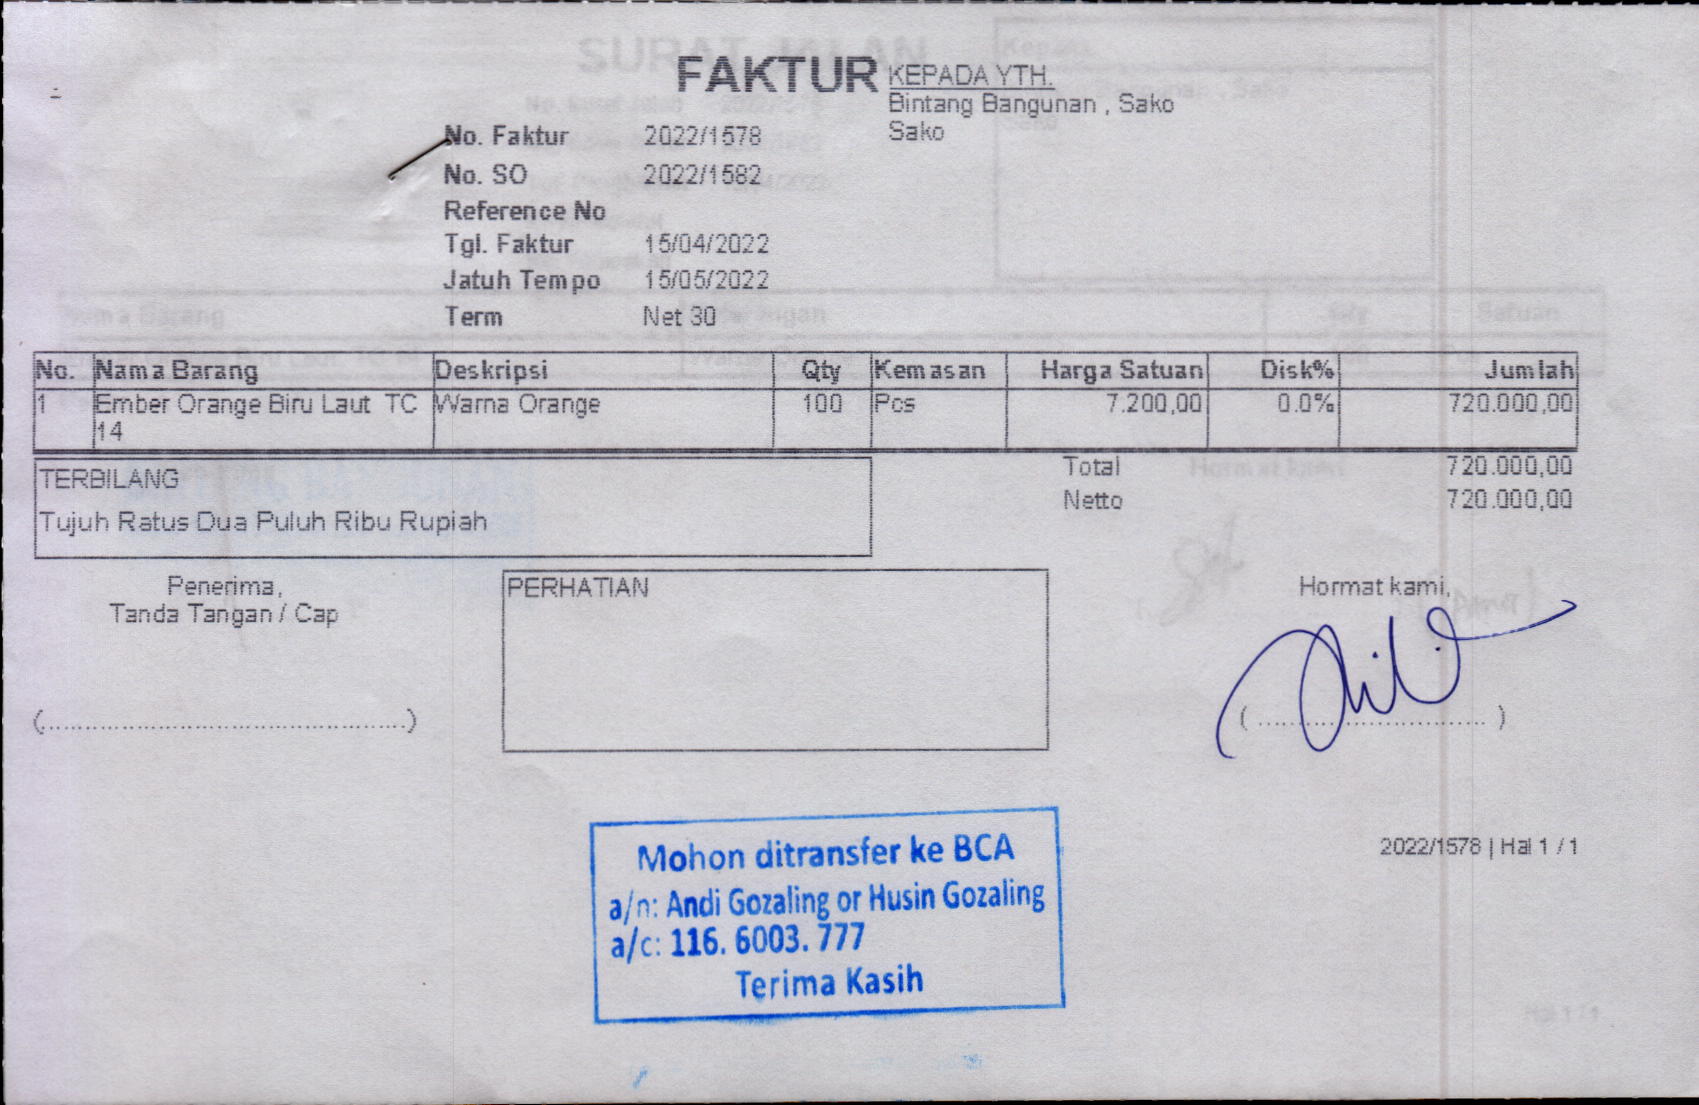 FAKTUR
KEPADA YTH.
Bintang Bangunan , Sako
Sako
No. Faktur 2022/1578
No. SO 2022/1582
Reference No
Tgl. Faktur 15/04/2022
Jatuh Tempo 15/05/2022
Term Net 30
No. Nama Barang Deskripsi Qty Kemasan Harga Satuan Disk% Jumlah
1 Ember Orange Biru Laut TC Warna Orange 100 Pcs 7.200,00 0.0% 720.000,00
14
TERBILANG
Tujuh Ratus Dua Puluh Ribu Rupiah
Total 720.000,00
Netto 720.000,00
Penerima,
Tanda Tangan / Cap
(........................................)
PERHATIAN
Hormat kami,
( ......................... )
2022/1578 | Hal 1 / 1
Mohon ditransfer ke BCA
a/n: Andi Gozaling or Husin Gozaling
a/c: 116. 6003. 777
Terima Kasih